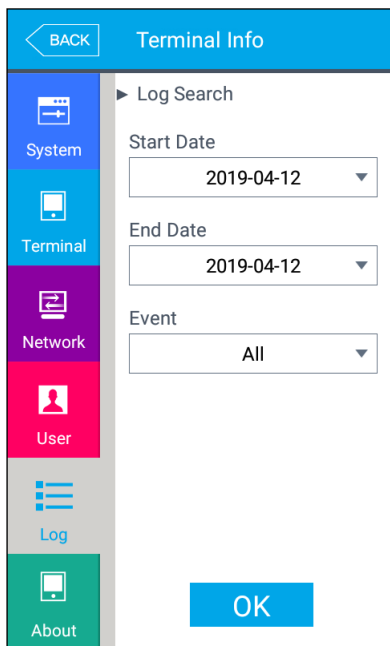 BACK
Terminal Info
System
Terminal
Network
User
Log
About
► Log Search
Start Date
2019-04-12
End Date
2019-04-12
Event
All
OK